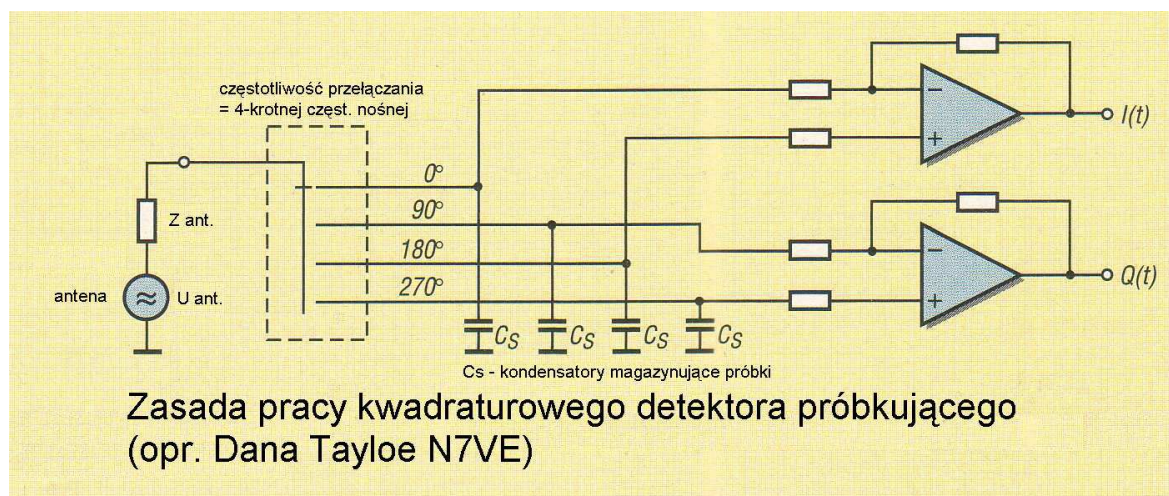 częstotliwość przełączania
= 4-krotnej częst. nośnej
0°
90°
180°
270°
Z ant.
antena
U ant.
≈
−
+
I(t)
−
+
Q(t)
CS CS CS CS
Cs - kondensatory magazynujące próbki
Zasada pracy kwadraturowego detektora próbkującego
(opr. Dana Tayloe N7VE)